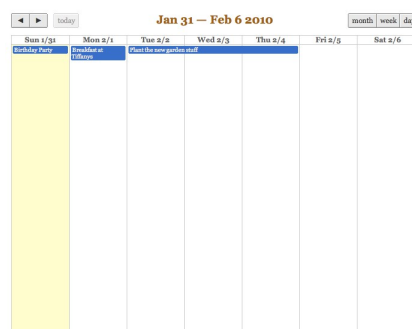 ◄ ► today Jan 31 — Feb 6 2010 month week day
Sun 1/31 Mon 2/1 Tue 2/2 Wed 2/3 Thu 2/4 Fri 2/5 Sat 2/6
Birthday Party Breakfast at Plant the new garden stuff
Tiffanys